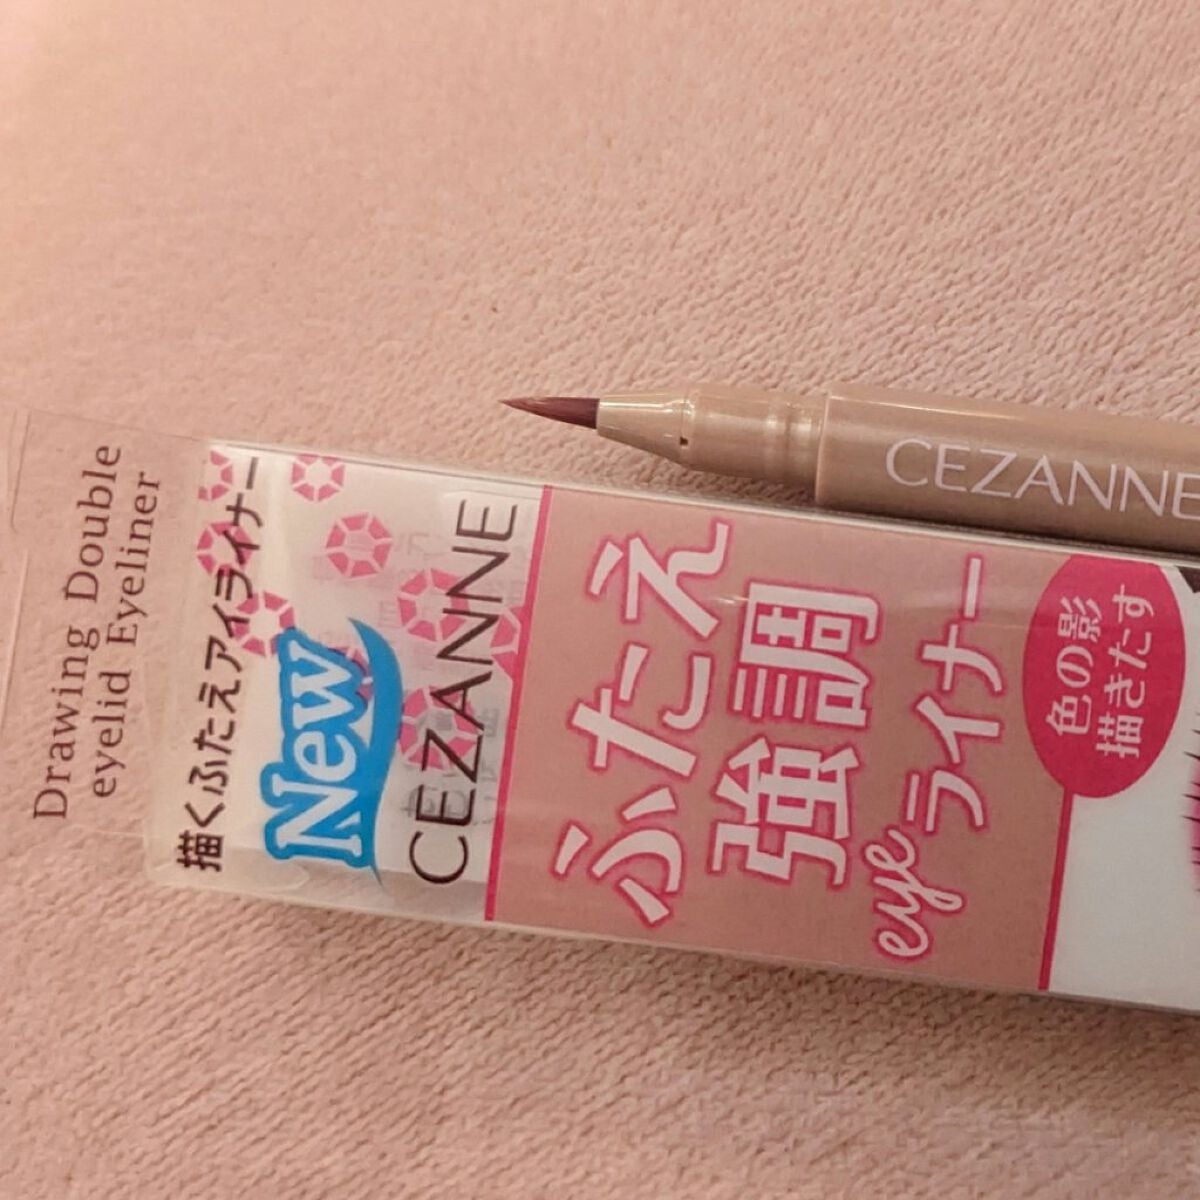 Drawing Double
eyelid Eyeliner
描くふたえアイライナー
New
CEZANNE
ふたえ
強調
eyeライナー
色の影
描きたす
CEZANNE